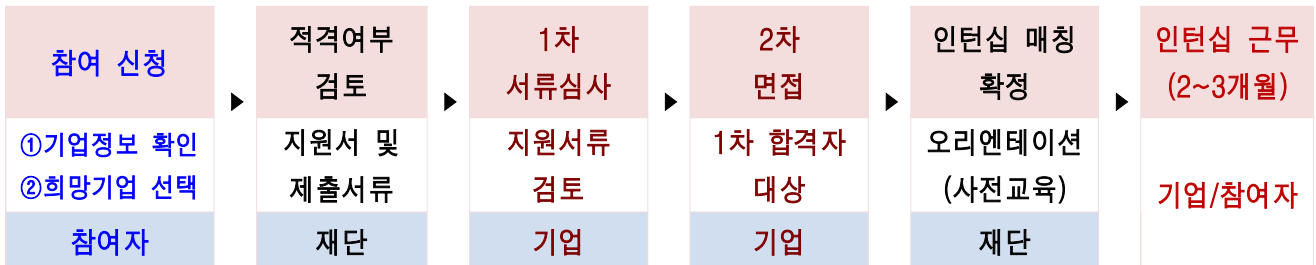 참여 신청
①기업정보 확인
②희망기업 선택
참여자
▶
적격여부
검토
지원서 및
제출서류
재단
▶
1차
서류심사
지원서류
검토
기업
▶
2차
면접
1차 합격자
대상
기업
▶
인턴십 매칭
확정
오리엔테이션
(사전교육)
재단
▶
인턴십 근무
(2~3개월)
기업/참여자